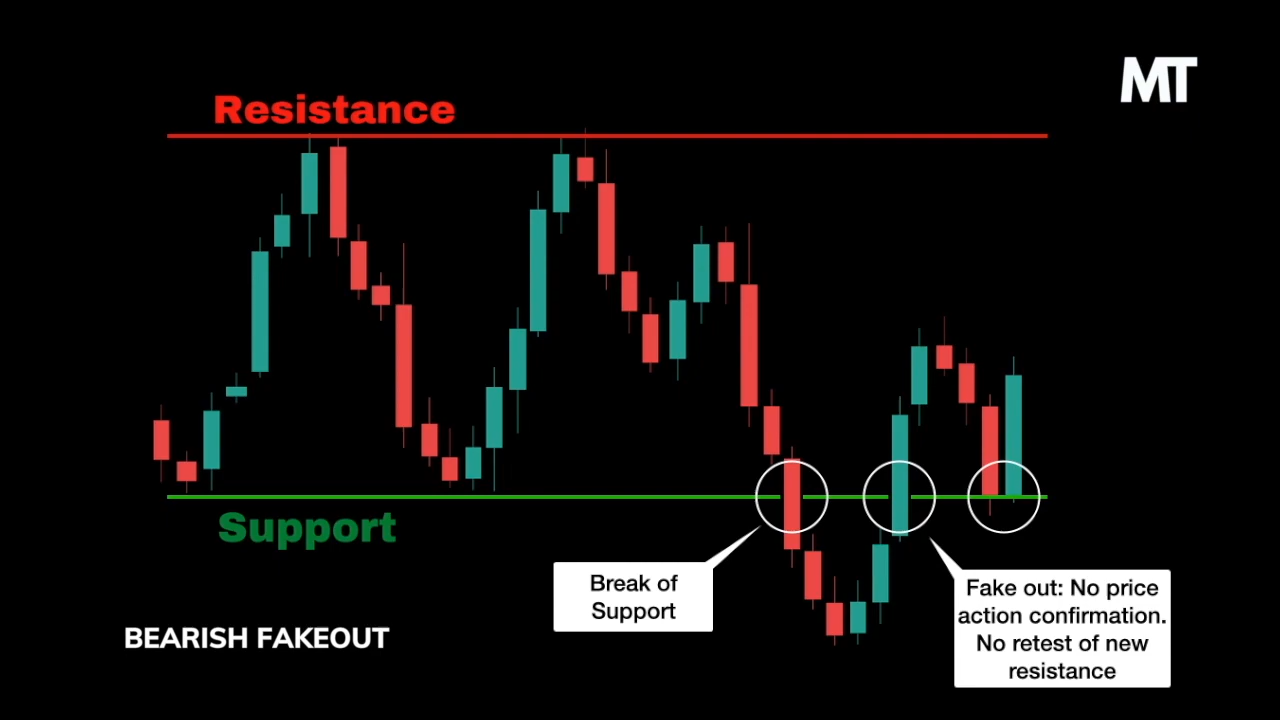 MT
Resistance
Support
Break of
Support
Fake out: No price
action confirmation.
No retest of new
resistance
BEARISH FAKEOUT